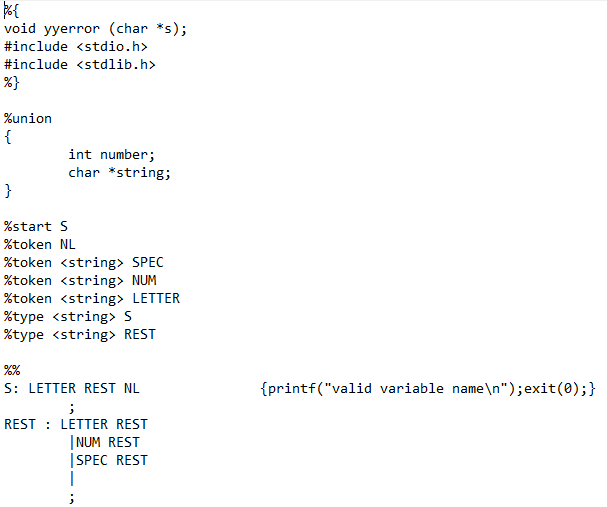 %{
void yyerror (char *s);
#include <stdio.h>
#include <stdlib.h>
%}
%union
{
int number;
char *string;
}
%start S
%token NL
%token <string> SPEC
%token <string> NUM
%token <string> LETTER
%type <string> S
%type <string> REST
%%
S: LETTER REST NL {printf("valid variable name\n");exit(0);}
;
REST : LETTER REST
|NUM REST
|SPEC REST
|
;